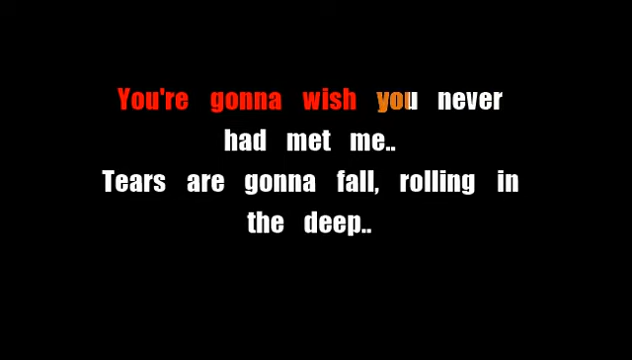 You're gonna wish you never
had met me..
Tears are gonna fall, rolling in
the deep..